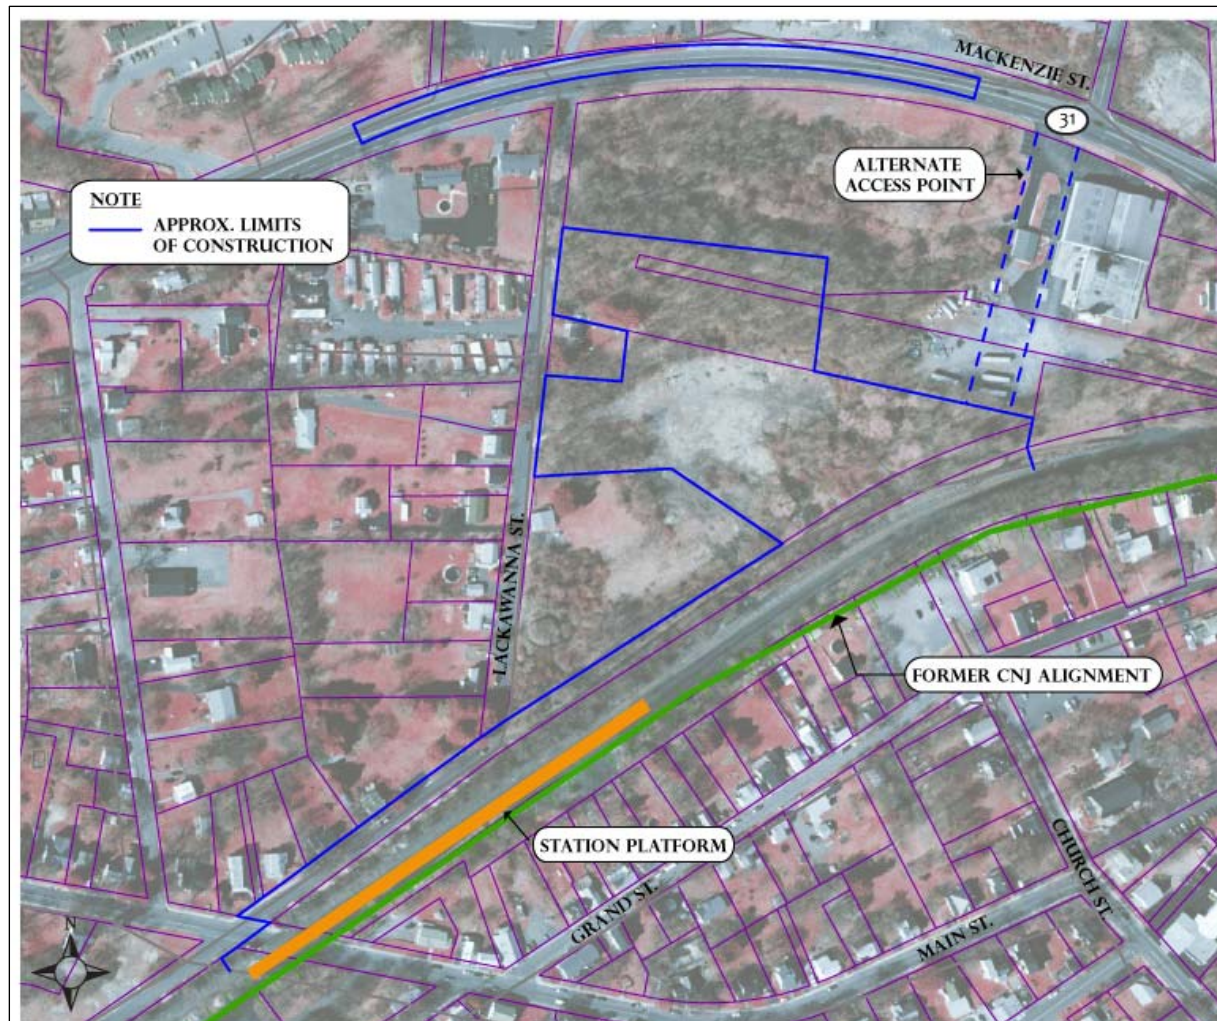 MACKENZIE ST.
31
ALTERNATE
ACCESS POINT
NOTE
APPROX. LIMITS
OF CONSTRUCTION
LACKAWANNA ST.
FORMER CNJ ALIGNMENT
STATION PLATFORM
GRAND ST.
CHURCH ST.
MAIN ST.
N